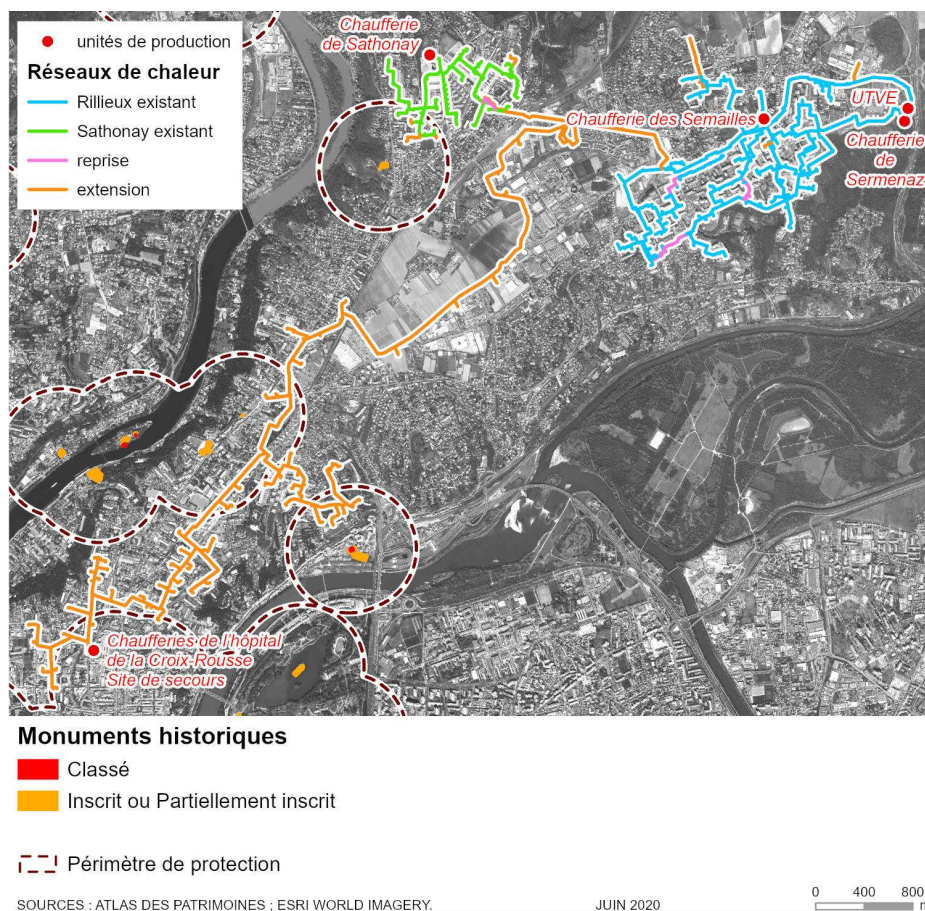 unités de production
Réseaux de chaleur
Rillieux existant
Sathonay existant
reprise
extension
Chaufferie
de Sathonay
Chaufferie des Semailles
UTVE
Chaufferie
de
Sermenaz
Chaufferies de l'hôpital
de la Croix-Rousse
Site de secours
Monuments historiques
Classé
Inscrit ou Partiellement inscrit
Périmètre de protection
SOURCES : ATLAS DES PATRIMOINES ; ESRI WORLD IMAGERY.
JUIN 2020
0 400 800